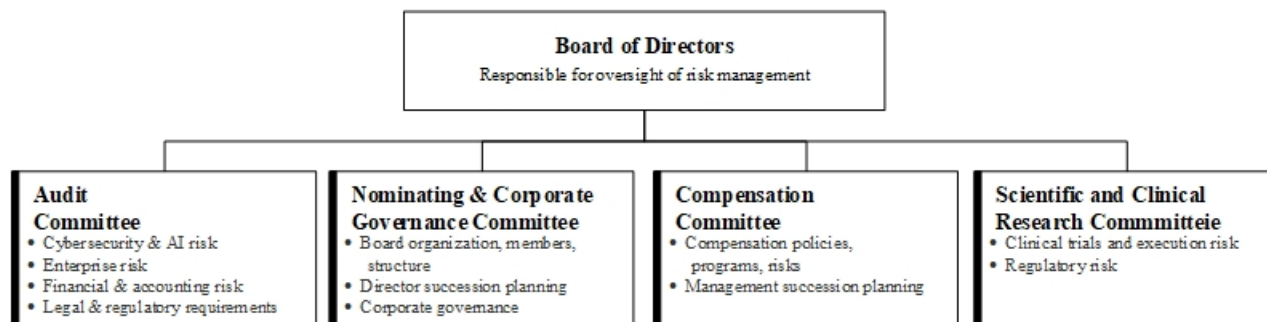 Board of Directors
Responsible for oversight of risk management
Audit
Committee
• Cybersecurity & AI risk
• Enterprise risk
• Financial & accounting risk
• Legal & regulatory requirements
Nominating & Corporate
Governance Committee
• Board organization, members,
structure
• Director succession planning
• Corporate governance
Compensation
Committee
• Compensation policies,
programs, risks
• Management succession planning
Scientific and Clinical
Research Commmitteie
• Clinical trials and execution risk
• Regulatory risk